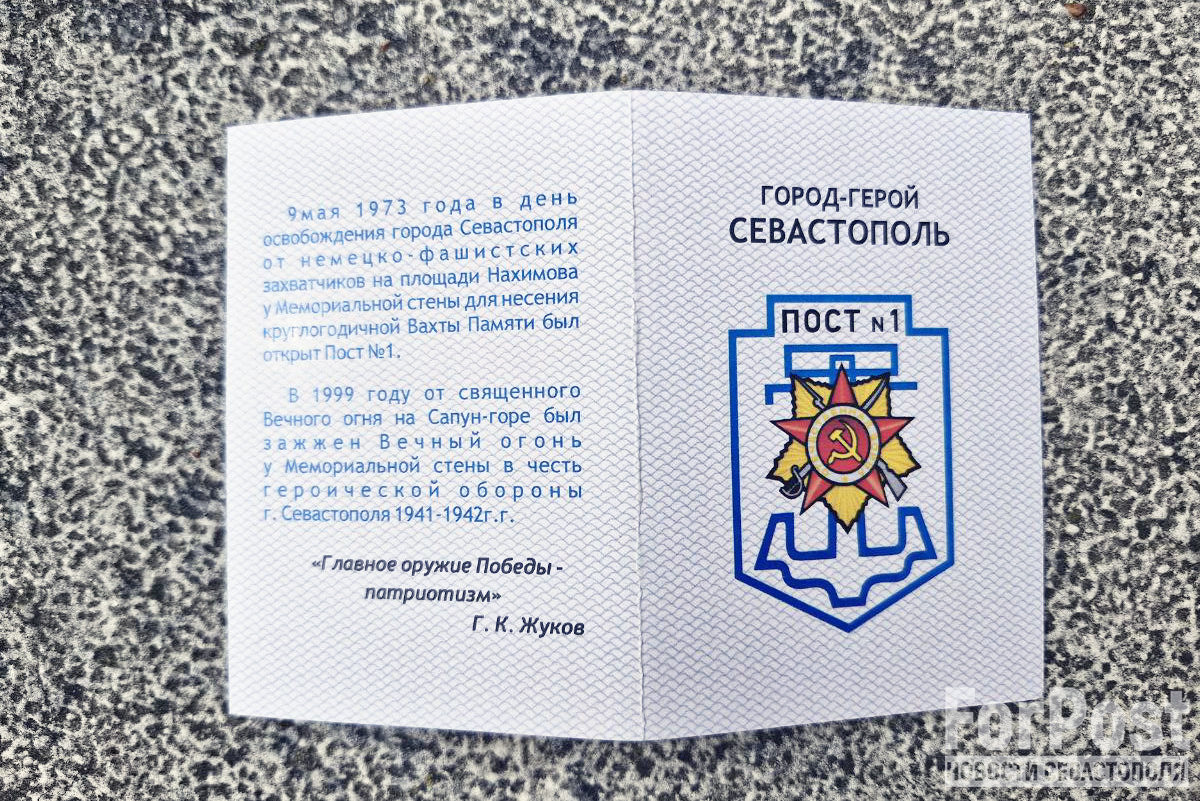 9мая 1973 года в день
освобождения города Севастополя
от немецко-фашистских
захватчиков на площади Нахимова
у Мемориальной стены для несения
круглогодичной Вахты Памяти был
открыт Пост №1.
В 1999 году от священного
Вечного огня на Сапун-горе был
зажжен Вечный огонь
у Мемориальной стены в честь
героической обороны
г. Севастополя 1941-1942г.г.
«Главное оружие Победы -
патриотизм»
Г. К. Жуков
ГОРОД-ГЕРОЙ
СЕВАСТОПОЛЬ
ПОСТ №1
ForPost
НОВОСТИ СЕВАСТОПОЛЯ